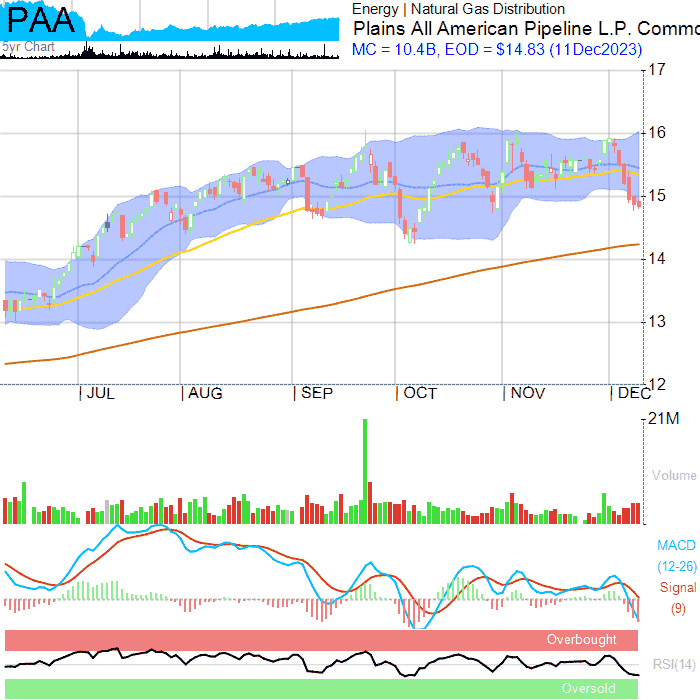 PAA
5yr Chart
Energy | Natural Gas Distribution
Plains All American Pipeline L.P. Commo
MC = 10.4B, EOD = $14.83 (11Dec2023)
17
16
15
14
13
12
JUL
AUG
SEP
OCT
NOV
DEC
21M
Volume
MACD
(12-26)
Signal
(9)
Overbought
RSI(14)
Oversold